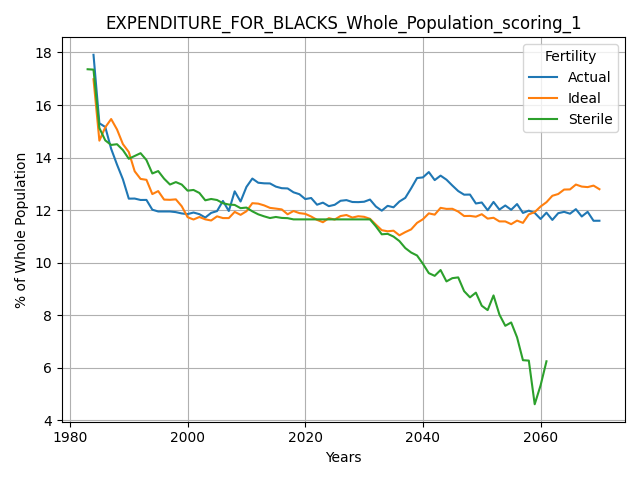 EXPENDITURE_FOR_BLACKS_Whole_Population_scoring_1
Fertility
Actual
Ideal
Sterile
% of Whole Population
18
16
14
12
10
8
6
4
1980 2000 2020 2040 2060
Years